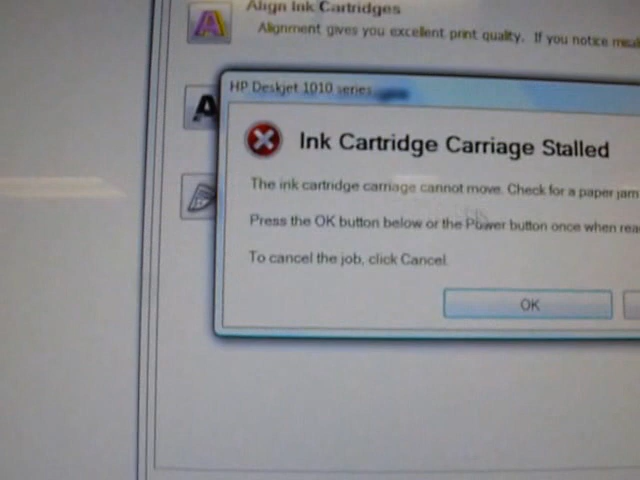 Align Ink Cartridges
Alignment gives you excellent print quality. If you notice
HP Deskjet 1010 series
Ink Cartridge Carriage Stalled
The ink cartridge carriage cannot move. Check for a paper jam
Press the OK button below or the Power button once when
To cancel the job, click Cancel.
OK